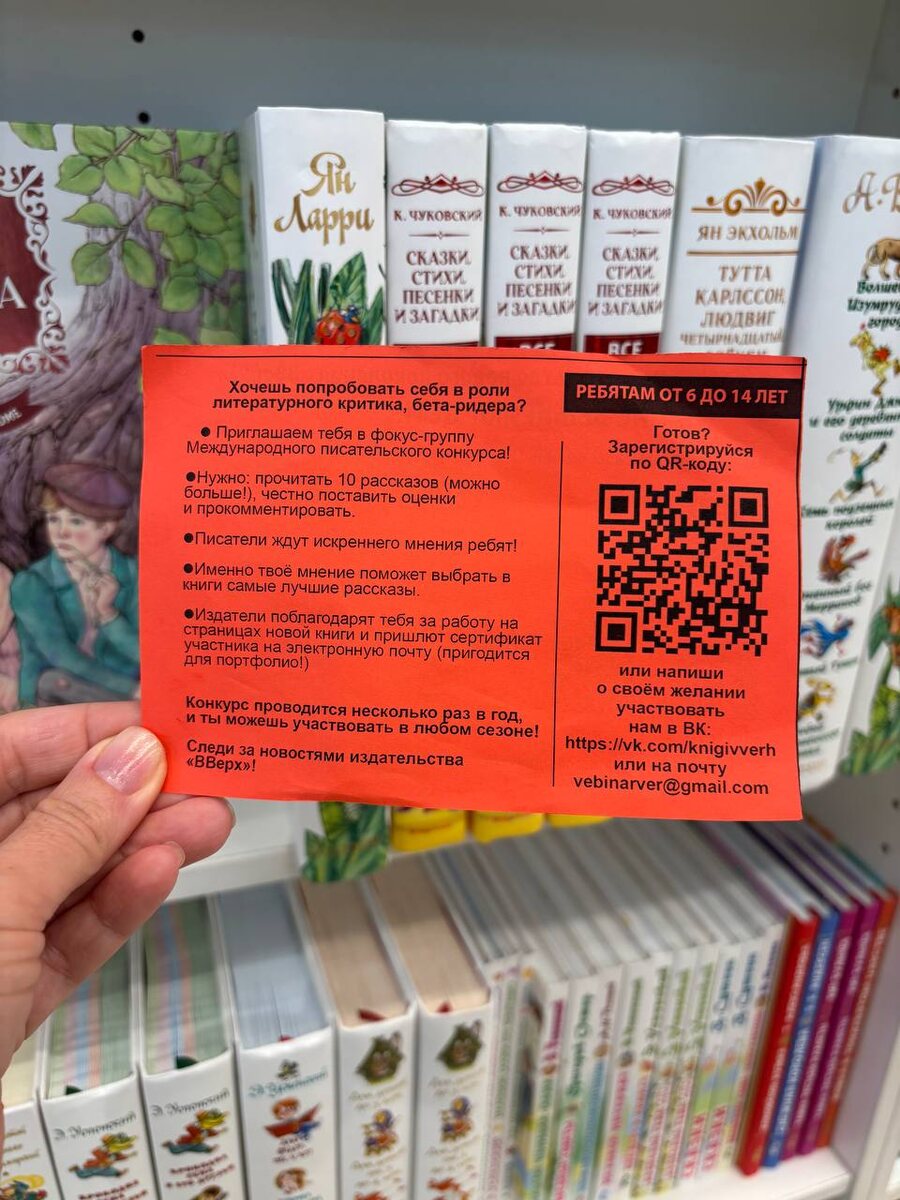 Ян
Ларри
К. ЧУКОВСКИЙ
СКАЗКИ,
СТИХИ,
ПЕСЕНКИ
И ЗАГАДКИ
К. ЧУКОВСКИЙ
СКАЗКИ,
СТИХИ,
ПЕСЕНКИ
И ЗАГАДКИ
ВСЕ
К. ЧУКОВСКИЙ
СКАЗКИ,
СТИХИ,
ПЕСЕНКИ
И ЗАГАДКИ
ВСЕ
ЯН ЭКХОЛЬМ
ТУТТА
КАРЛССОН,
ЛЮДВИГ
ЧЕТЫРНАДЦАТЫЙ
Хочешь попробовать себя в роли
литературного критика, бета-ридера?
● Приглашаем тебя в фокус-группу
Международного писательского конкурса!
●Нужно: прочитать 10 рассказов (можно
больше!), честно поставить оценки
и прокомментировать.
●Писатели ждут искреннего мнения ребят!
●Именно твоё мнение поможет выбрать в
книги самые лучшие рассказы.
●Издатели поблагодарят тебя за работу на
страницах новой книги и пришлют сертификат
участника на электронную почту (пригодится
для портфолио!)
Конкурс проводится несколько раз в год,
и ты можешь участвовать в любом сезоне!
Следи за новостями издательства
«ВВерх»!
РЕБЯТАМ ОТ 6 ДО 14 ЛЕТ
Готов?
Зарегистрируйся
по QR-коду:
или напиши
о своём желании
участвовать
нам в ВК:
https://vk.com/knigivverh
или на почту
vebinarver@gmail.com
Э. Успенский
Э. Успенский
Э. Успенский